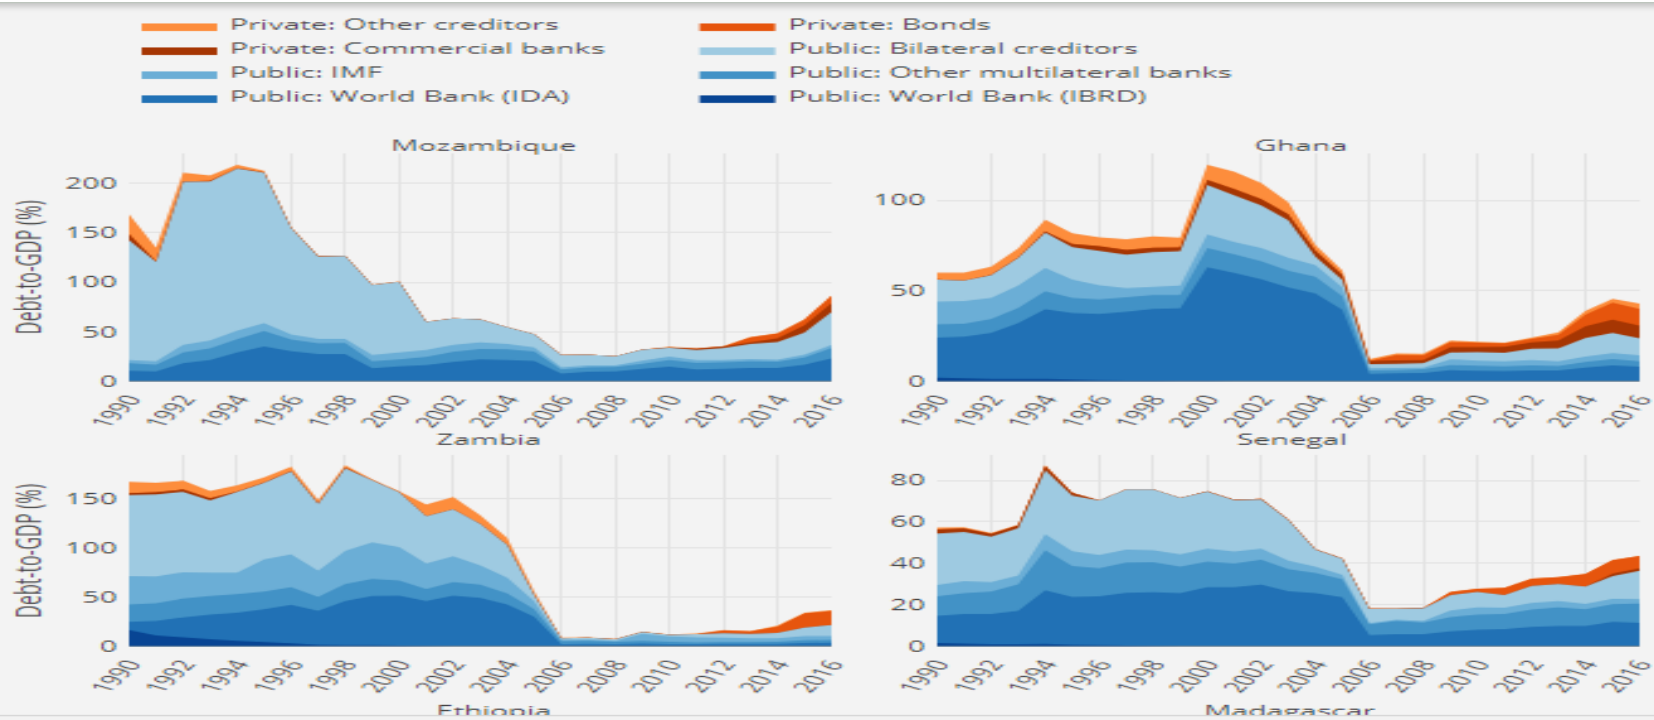 Private: Other creditors Private: Bonds
Private: Commercial banks Public: Bilateral creditors
Public: IMF Public: Other multilateral banks
Public: World Bank (IDA) Public: World Bank (IBRD)
Mozambique
Debt-to-GDP (%)
200
150
100
50
0
1990 1992 1994 1996 1998 2000 2002 2004 2006 2008 2010 2012 2014 2016
Ghana
100
50
0
1990 1992 1994 1996 1998 2000 2002 2004 2006 2008 2010 2012 2014 2016
Zambia
Debt-to-GDP (%)
150
100
50
0
1990 1992 1994 1996 1998 2000 2002 2004 2006 2008 2010 2012 2014 2016
Senegal
80
60
40
20
0
1990 1992 1994 1996 1998 2000 2002 2004 2006 2008 2010 2012 2014 2016
Ethiopia Madagascar